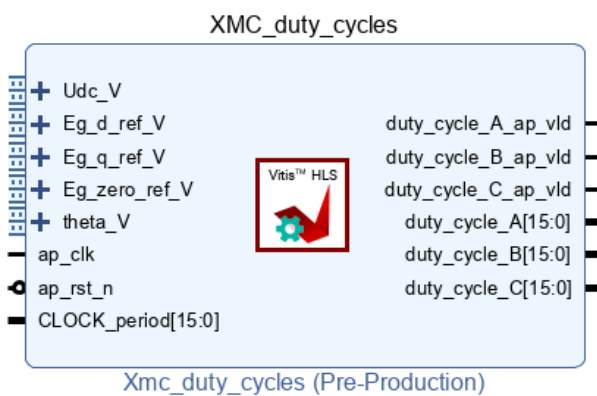 XMC_duty_cycles
Udc_V
Eg_d_ref_V
Eg_q_ref_V
Eg_zero_ref_V
theta_V
ap_clk
ap_rst_n
CLOCK_period[15:0]
Vitis™ HLS
duty_cycle_A_ap_vld
duty_cycle_B_ap_vld
duty_cycle_C_ap_vld
duty_cycle_A[15:0]
duty_cycle_B[15:0]
duty_cycle_C[15:0]
Xmc_duty_cycles (Pre-Production)